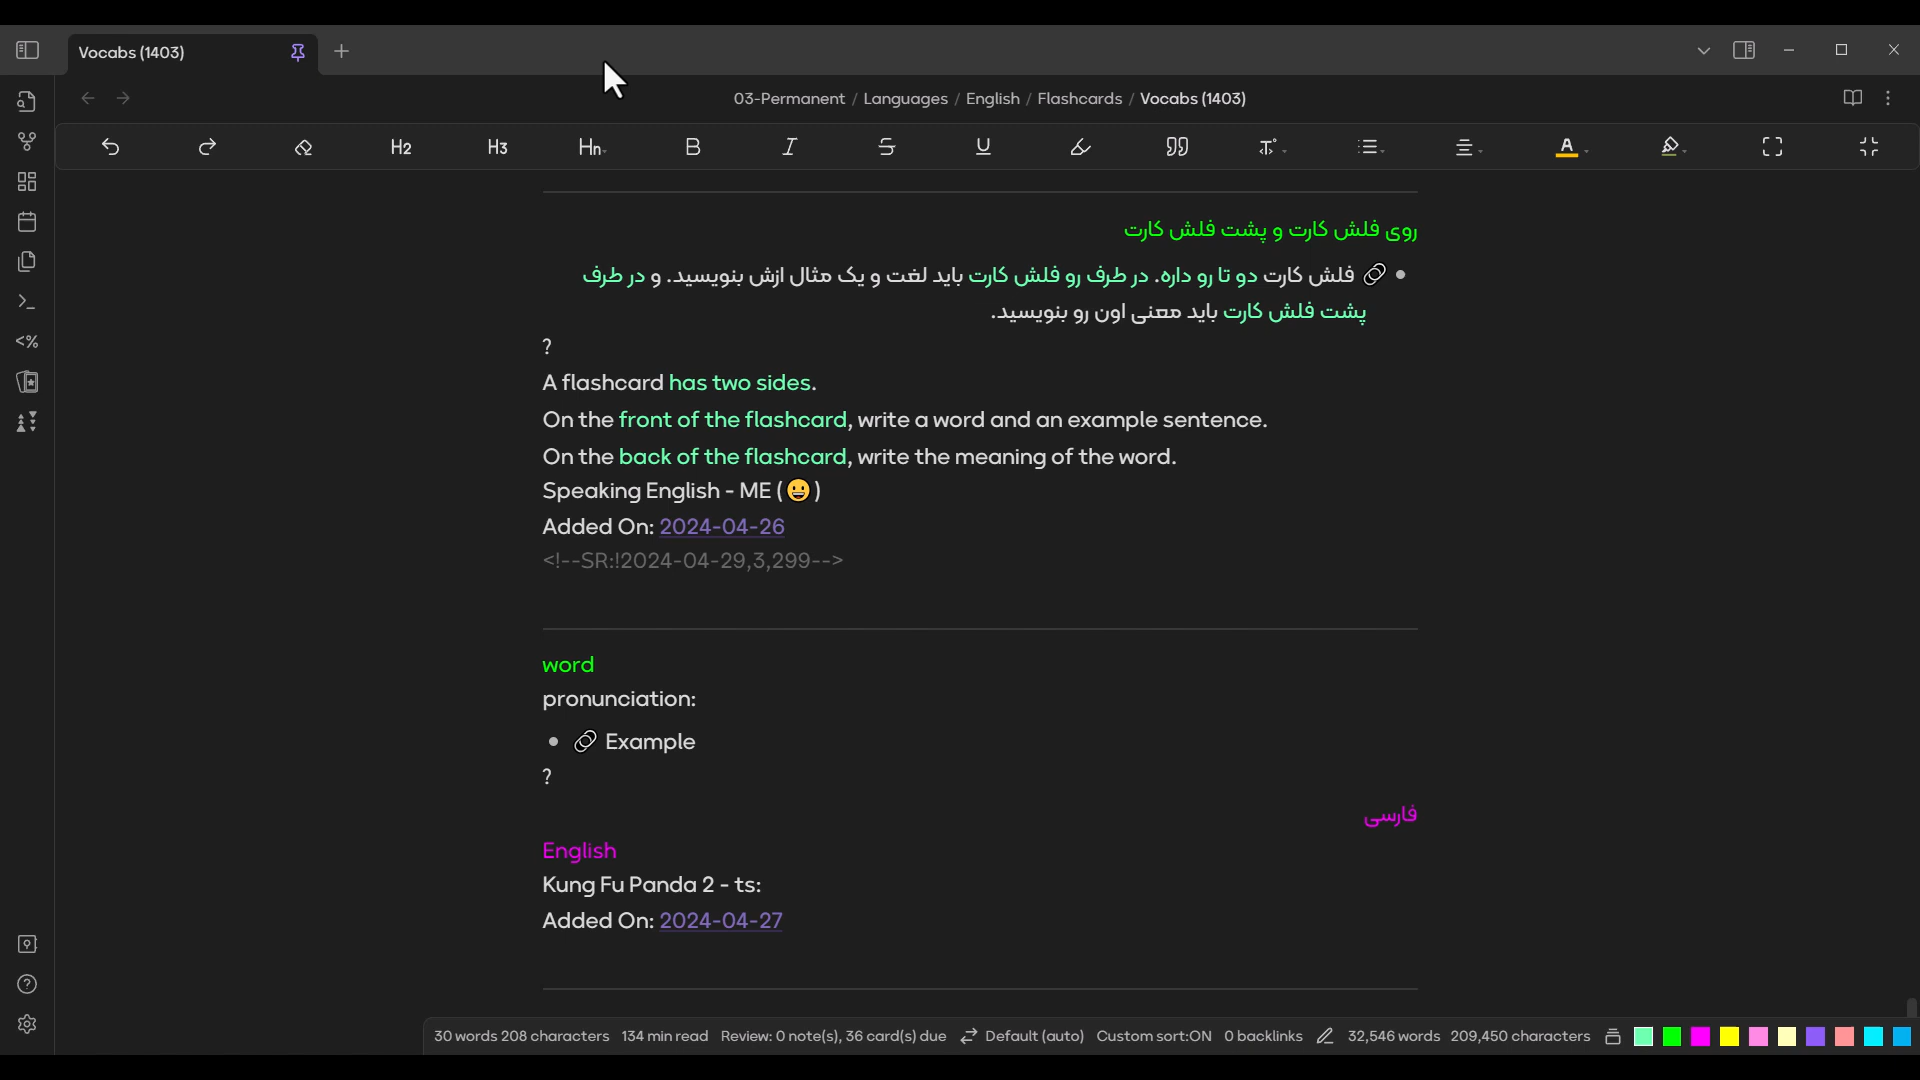 Vocabs (1403)
03-Permanent / Languages / English / Flashcards / Vocabs (1403)
H2 H3 Hn B I S U A
<%
روی فلش کارت و پشت فلش کارت
🔗 فلش کارت دو تا رو داره. در طرف رو فلش کارت باید لغت و یک مثال ازش بنویسید. و در طرف
پشت فلش کارت باید معنی اون رو بنویسید.
?
A flashcard has two sides.
On the front of the flashcard, write a word and an example sentence.
On the back of the flashcard, write the meaning of the word.
Speaking English - ME (😀)
Added On: 2024-04-26
<!--SR:!2024-04-29,3,299-->
word
pronunciation:
🔗 Example
?
فارسی
English
Kung Fu Panda 2 - ts:
Added On: 2024-04-27
30 words 208 characters 134 min read Review: 0 note(s), 36 card(s) due Default (auto) Custom sort:ON 0 backlinks 32,546 words 209,450 characters